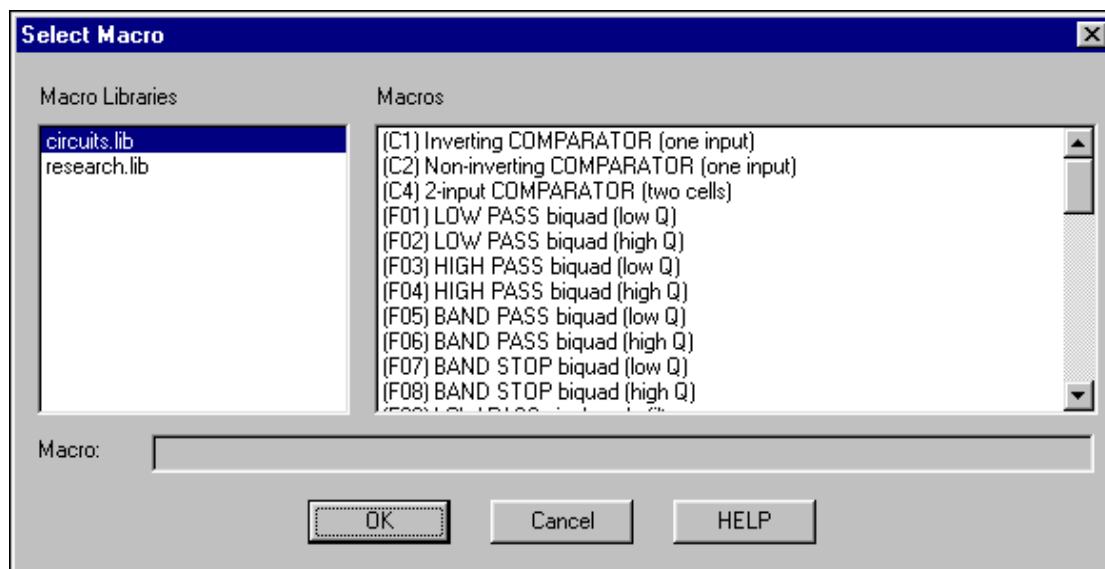 Select Macro
Macro Libraries
Macros
circuits.lib
research.lib
(C1) Inverting COMPARATOR (one input)
(C2) Non-inverting COMPARATOR (one input)
(C4) 2-input COMPARATOR (two cells)
(F01) LOW PASS biquad (low Q)
(F02) LOW PASS biquad (high Q)
(F03) HIGH PASS biquad (low Q)
(F04) HIGH PASS biquad (high Q)
(F05) BAND PASS biquad (low Q)
(F06) BAND PASS biquad (high Q)
(F07) BAND STOP biquad (low Q)
(F08) BAND STOP biquad (high Q)
Macro:
OK
Cancel
HELP